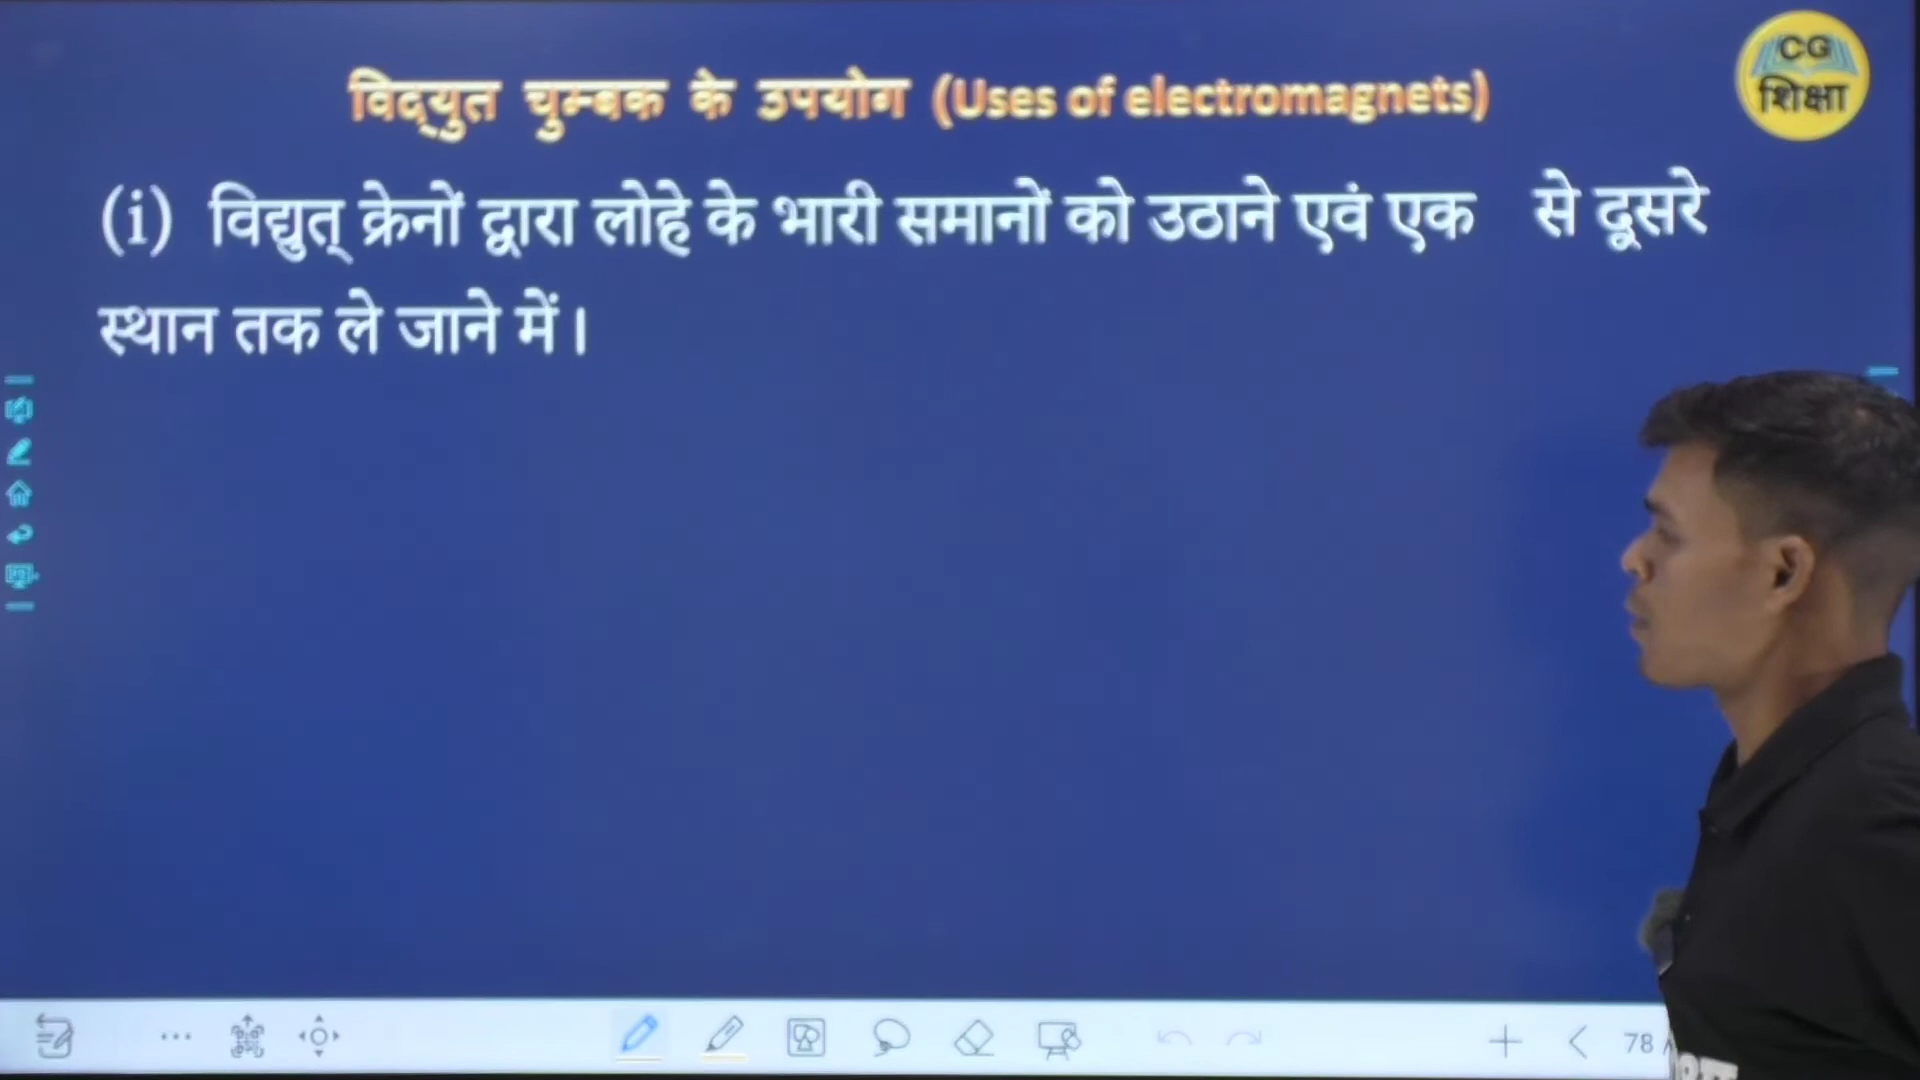 विद्युत चुम्बक के उपयोग (Uses of electromagnets)
CG
शिक्षा
(i) विद्युत् क्रेनों द्वारा लोहे के भारी समानों को उठाने एवं एक से दूसरे
स्थान तक ले जाने में।
78